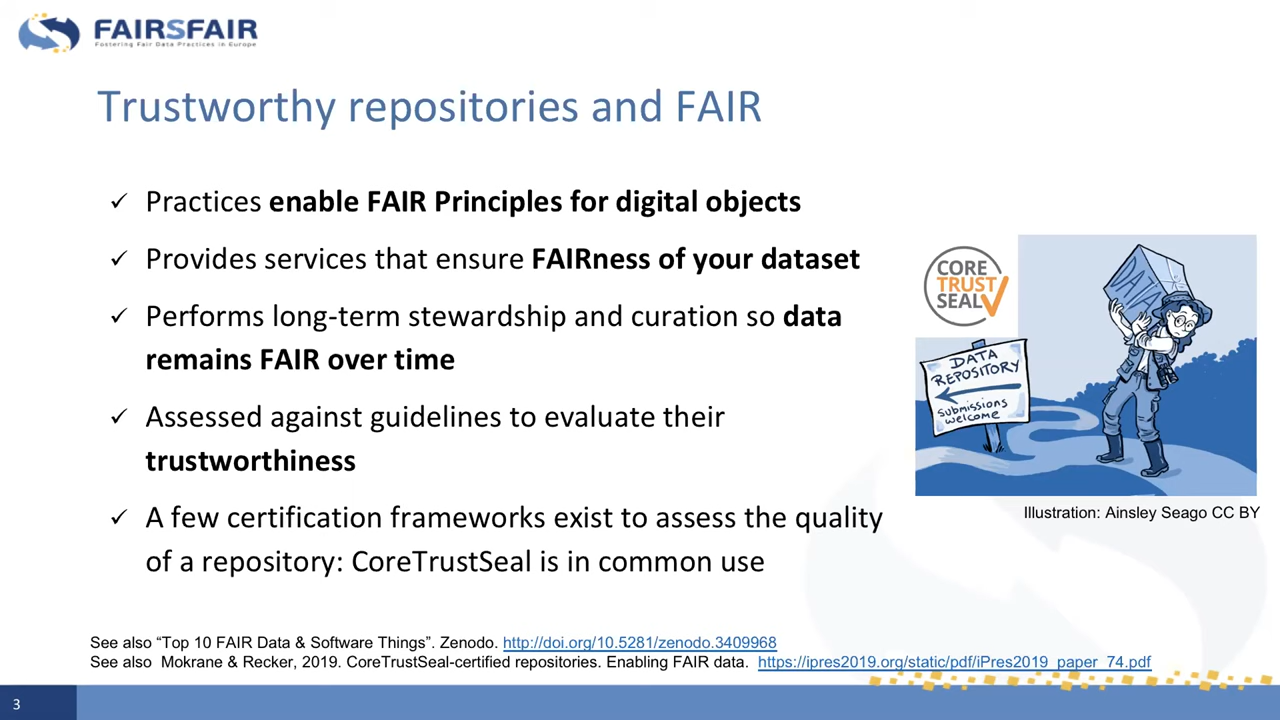 FAIRSFAIR
Fostering Fair Data Practices in Europe
Trustworthy repositories and FAIR
✓ Practices enable FAIR Principles for digital objects
✓ Provides services that ensure FAIRness of your dataset
✓ Performs long-term stewardship and curation so data
remains FAIR over time
✓ Assessed against guidelines to evaluate their
trustworthiness
✓ A few certification frameworks exist to assess the quality
of a repository: CoreTrustSeal is in common use
CORE
TRUST
SEAL
DATA
DATA
REPOSITORY
submissions
welcome
Illustration: Ainsley Seago CC BY
See also “Top 10 FAIR Data & Software Things”. Zenodo. http://doi.org/10.5281/zenodo.3409968
See also Mokrane & Recker, 2019. CoreTrustSeal-certified repositories. Enabling FAIR data. https://ipres2019.org/static/pdf/iPres2019_paper_74.pdf
3